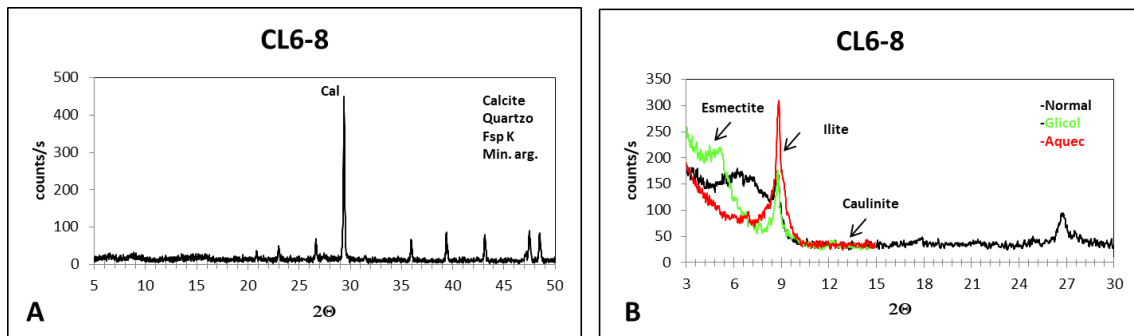 CL6-8
counts/s
500
400
300
200
100
0
Cal
Calcite
Quartzo
Fsp K
Min. arg.
5 10 15 20 25 30 35 40 45 50
2Θ
A
CL6-8
counts/s
350
300
250
200
150
100
50
0
Esmectite
Ilite
Caulinite
-Normal
-Glicol
-Aquec
3 6 9 12 15 18 21 24 27 30
2Θ
B